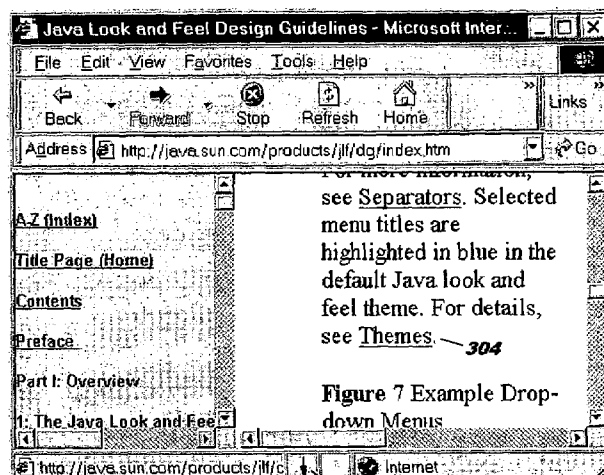 Java Look and Feel Design Guidelines - Microsoft Inter...
File Edit View Favorites Tools Help
Back Forward Stop Refresh Home » Links »
Address http://java.sun.com/products/jlf/dg/index.htm Go
A-Z (Index)
Title Page (Home)
Contents
Preface
Part I: Overview
1: The Java Look and Fee
For more information,
see Separators. Selected
menu titles are
highlighted in blue in the
default Java look and
feel theme. For details,
see Themes.
304
Figure 7 Example Drop-
down Menus
http://java.sun.com/products/jlf/c Internet